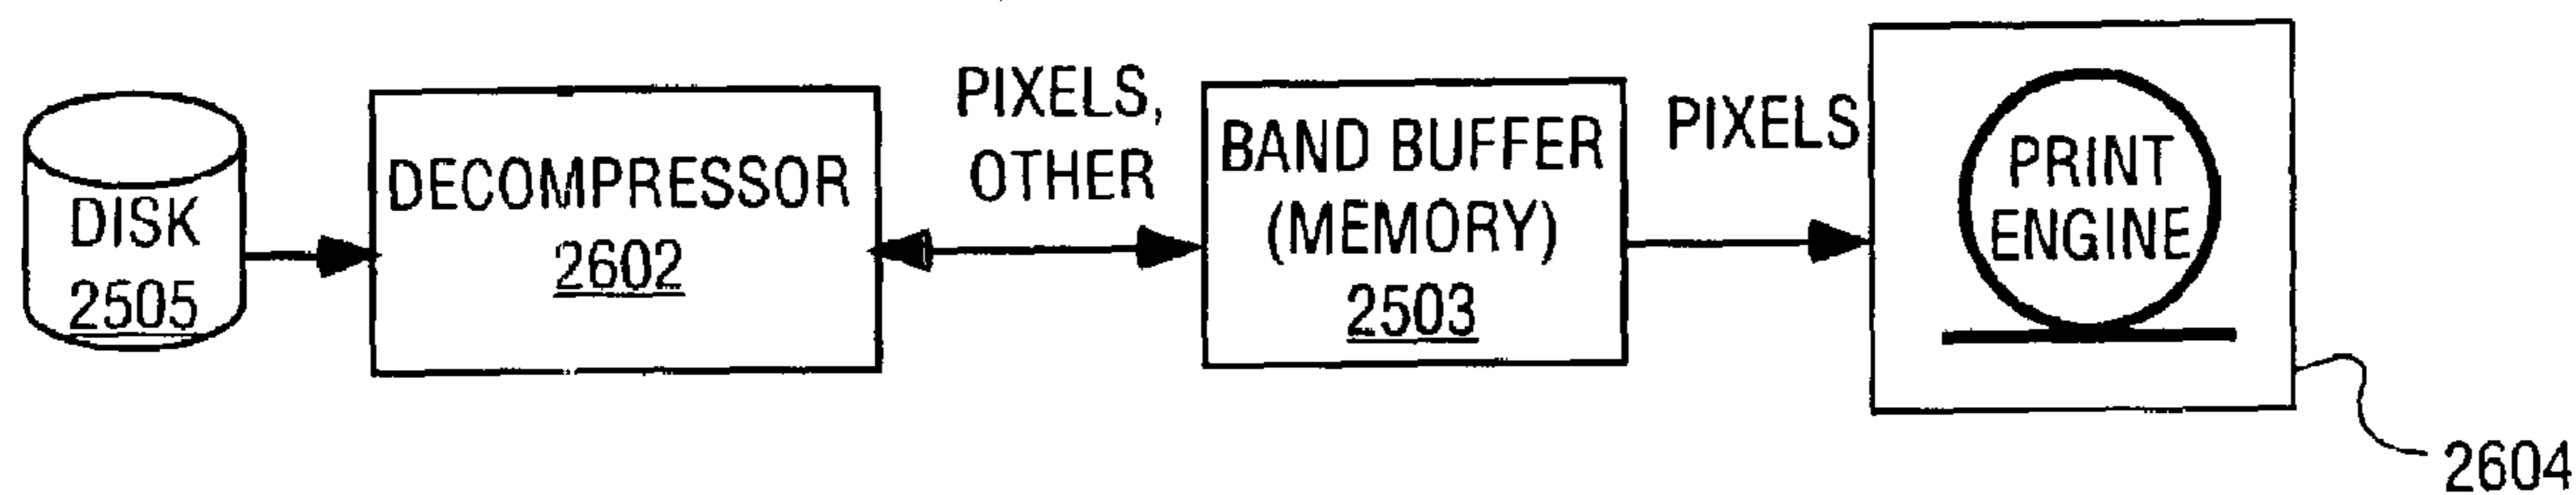 DISK
2505
DECOMPRESSOR
2602
PIXELS,
OTHER
BAND BUFFER
(MEMORY)
2503
PIXELS
PRINT
ENGINE
2604